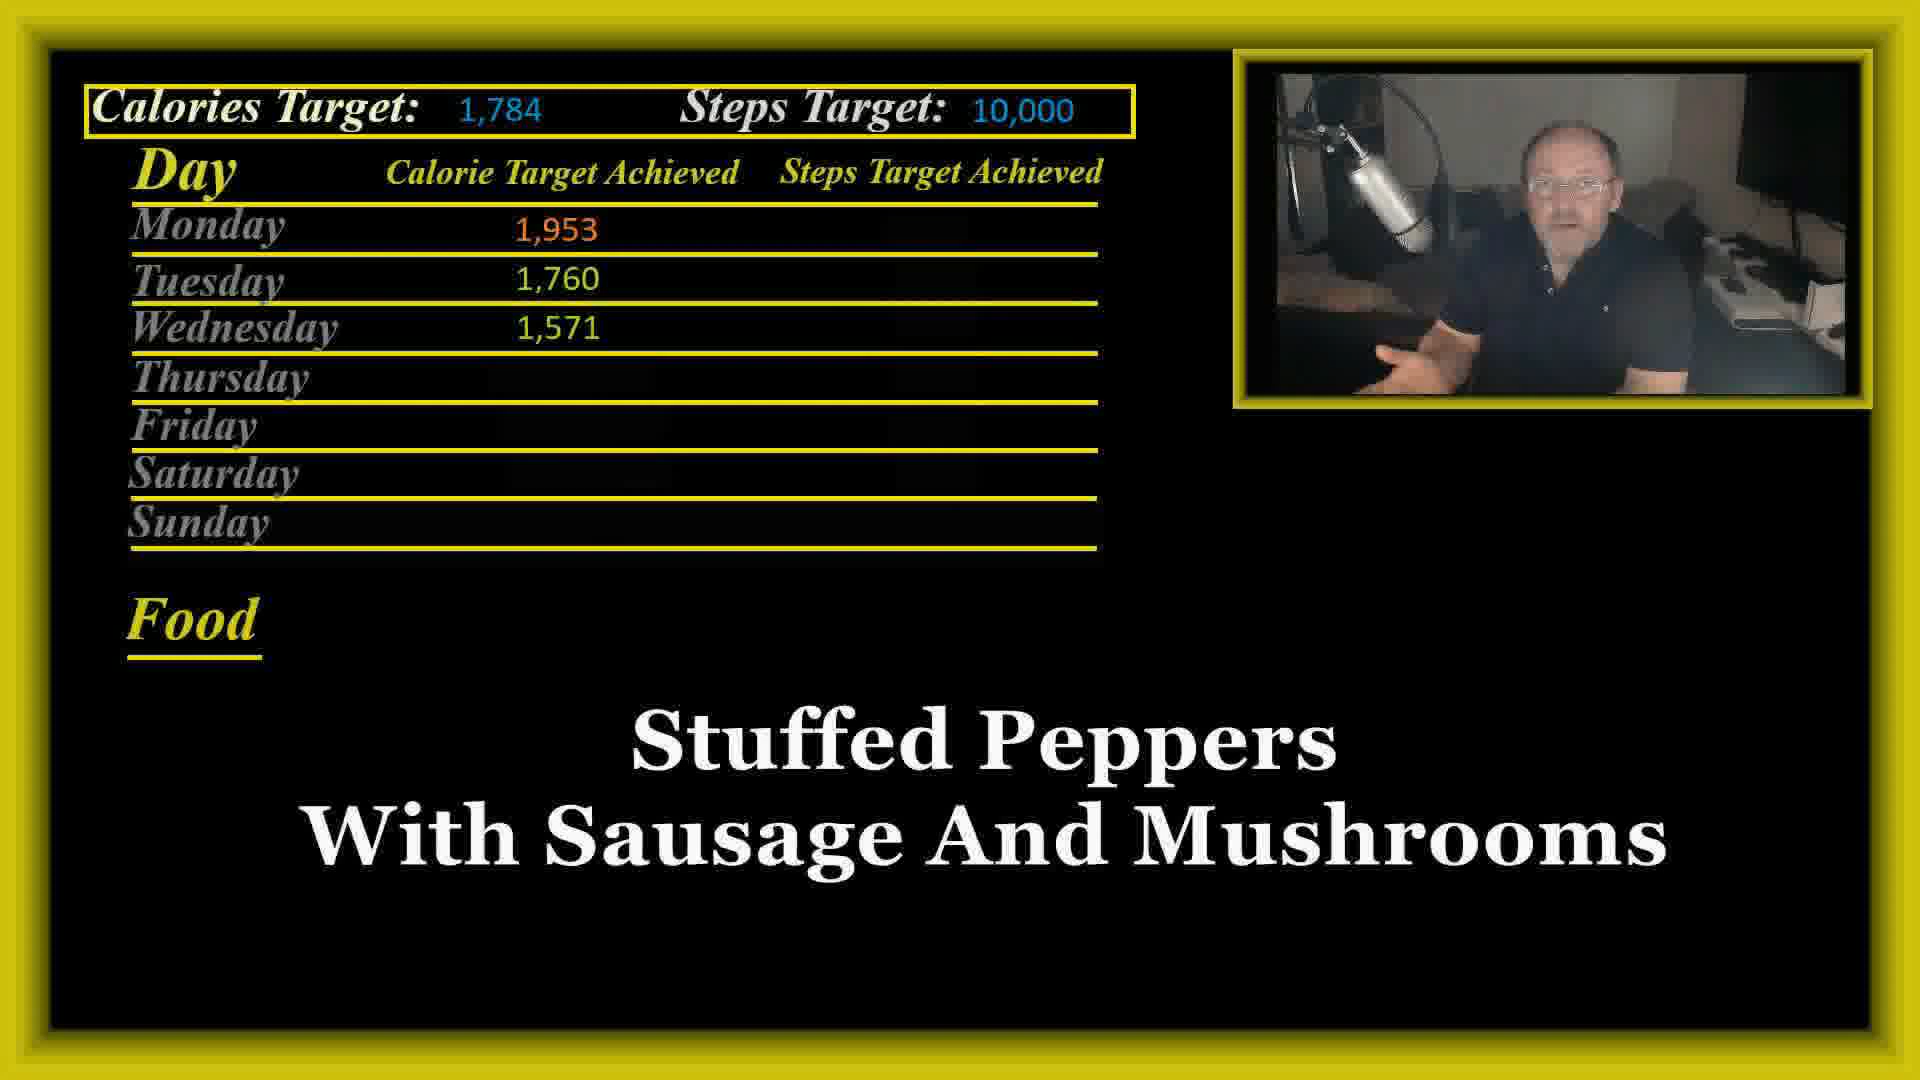 Calories Target: 1,784 Steps Target: 10,000
Day Calorie Target Achieved Steps Target Achieved
Monday 1,953
Tuesday 1,760
Wednesday 1,571
Thursday
Friday
Saturday
Sunday
Food
Stuffed Peppers
With Sausage And Mushrooms